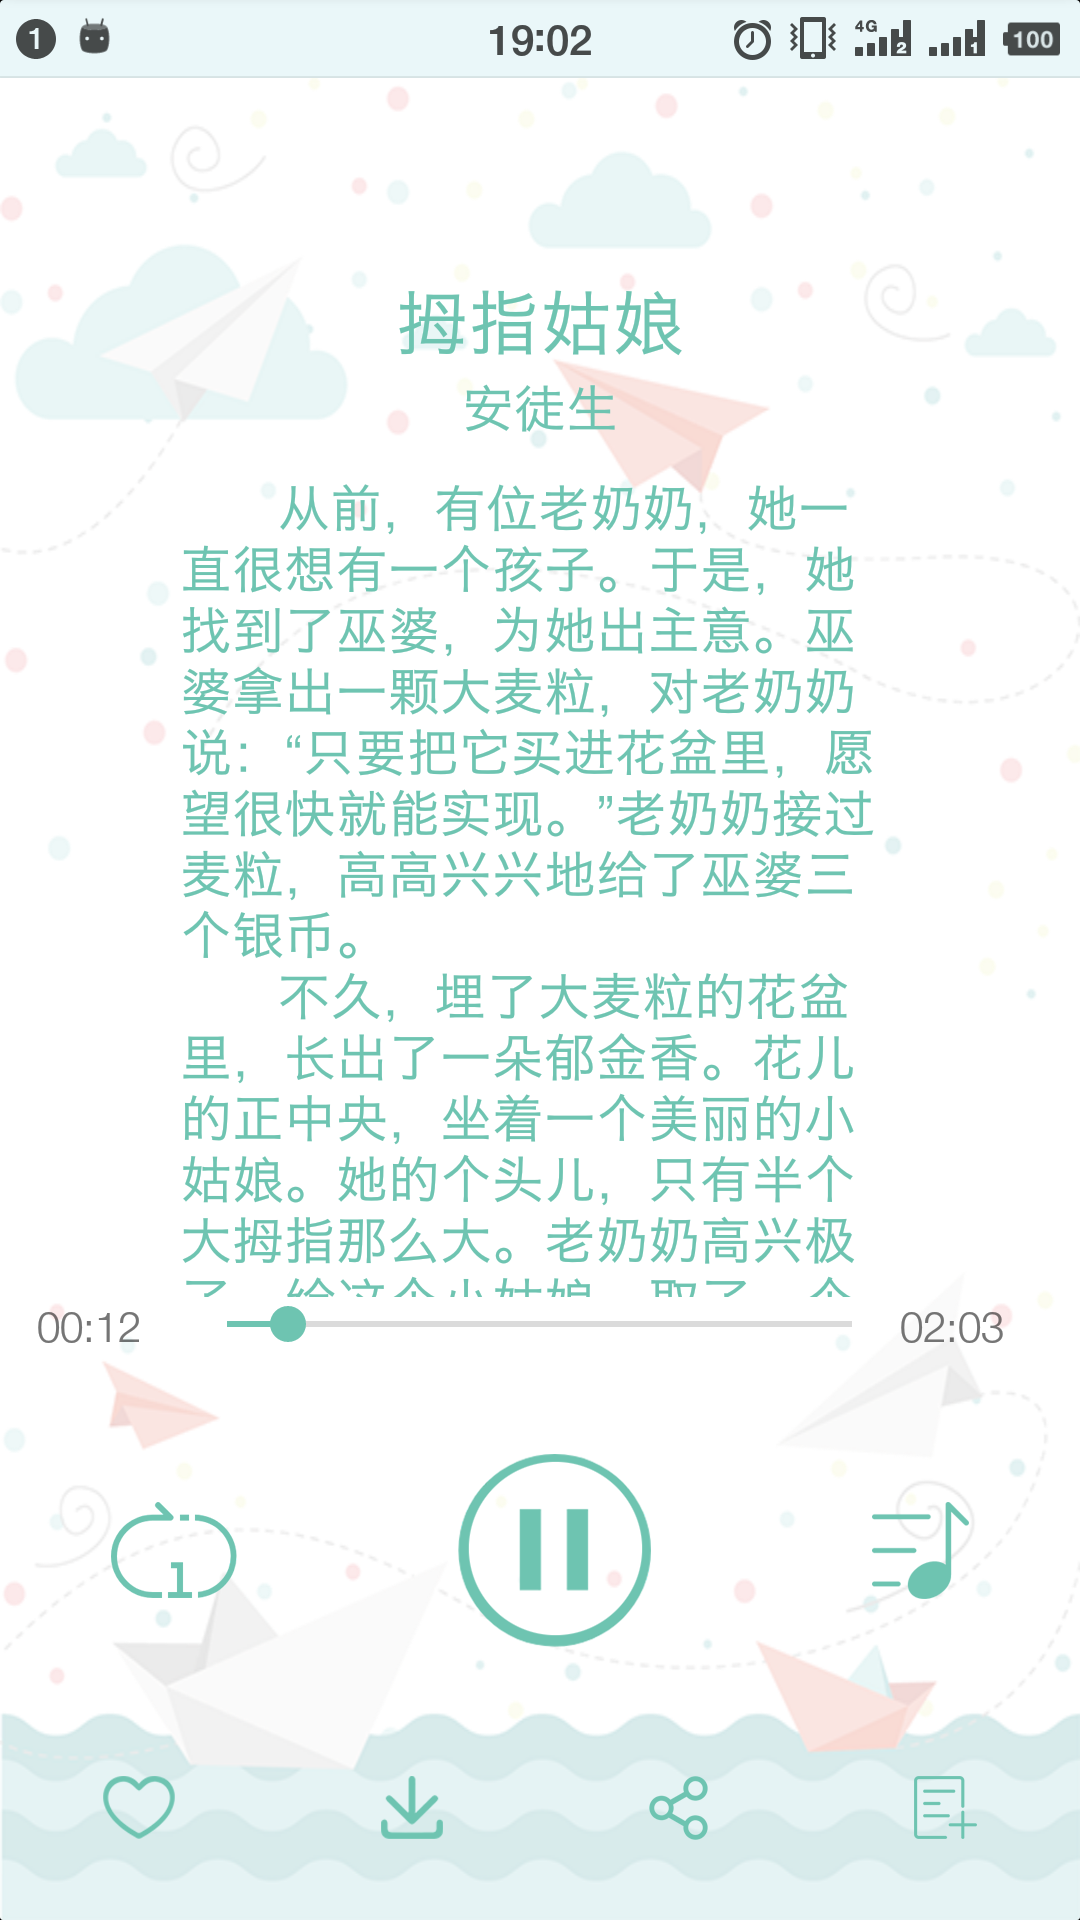 1
19:02
4G
2
1
100
拇指姑娘
安徒生
从前，有位老奶奶，她一
直很想有一个孩子。于是，她
找到了巫婆，为她出主意。巫
婆拿出一颗大麦粒，对老奶奶
说：“只要把它买进花盆里，愿
望很快就能实现。”老奶奶接过
麦粒，高高兴兴地给了巫婆三
个银币。
不久，埋了大麦粒的花盆
里，长出了一朵郁金香。花儿
的正中央，坐着一个美丽的小
姑娘。她的个头儿，只有半个
大拇指那么大。老奶奶高兴极
00:12
02:03
1